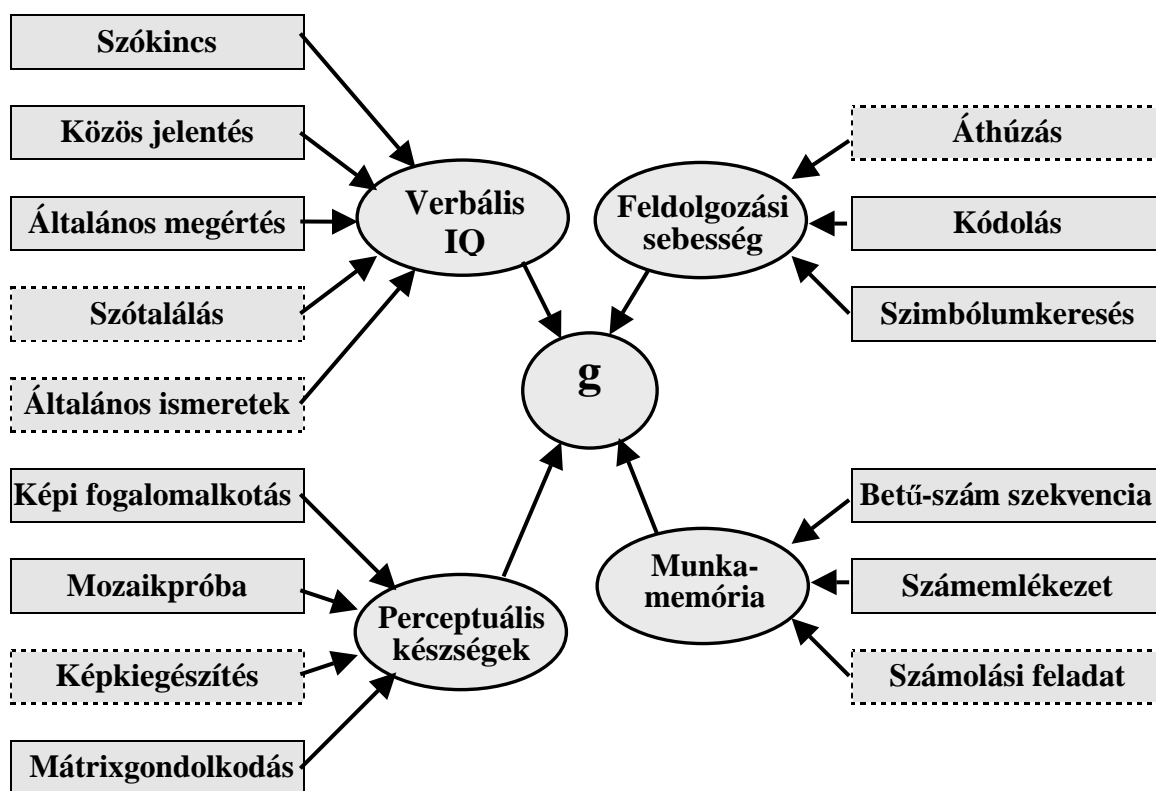 Szókincs
Közös jelentés
Általános megértés
Szótalálás
Általános ismeretek
Képi fogalomalkotás
Mozaikpróba
Képkiegészítés
Mátrixgondolkodás
Verbális
IQ
Feldolgozási
sebesség
g
Perceptuális
készségek
Munka-
memória
Áthúzás
Kódolás
Szimbólumkeresés
Betű-szám szekvencia
Számemlékezet
Számolási feladat